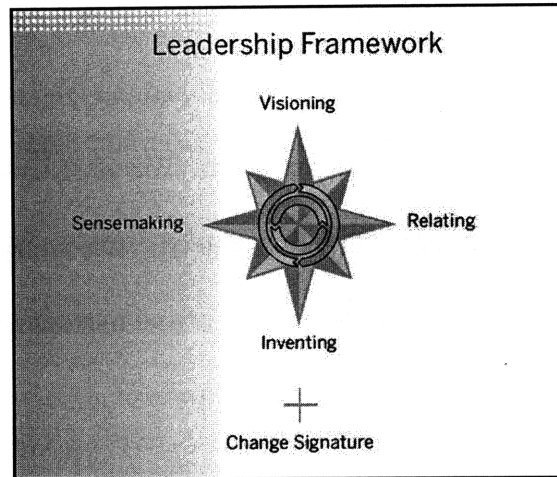 Leadership Framework
Visioning
Sensemaking
Relating
Inventing
Change Signature